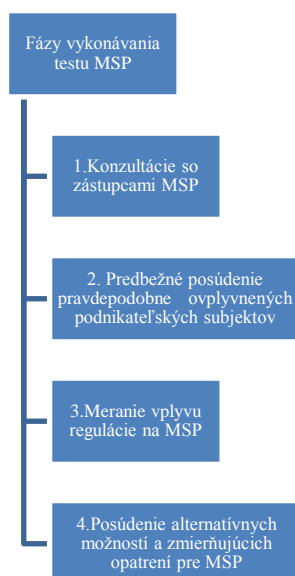 Fázy vykonávania
testu MSP
1.Konzultácie so
zástupcami MSP
2. Predbežné posúdenie
pravdepodobne ovplyvnených
podnikateľských subjektov
3.Meranie vplyvu
regulácie na MSP
4.Posúdenie alternatívnych
možností a zmierňujúcich
opatrení pre MSP